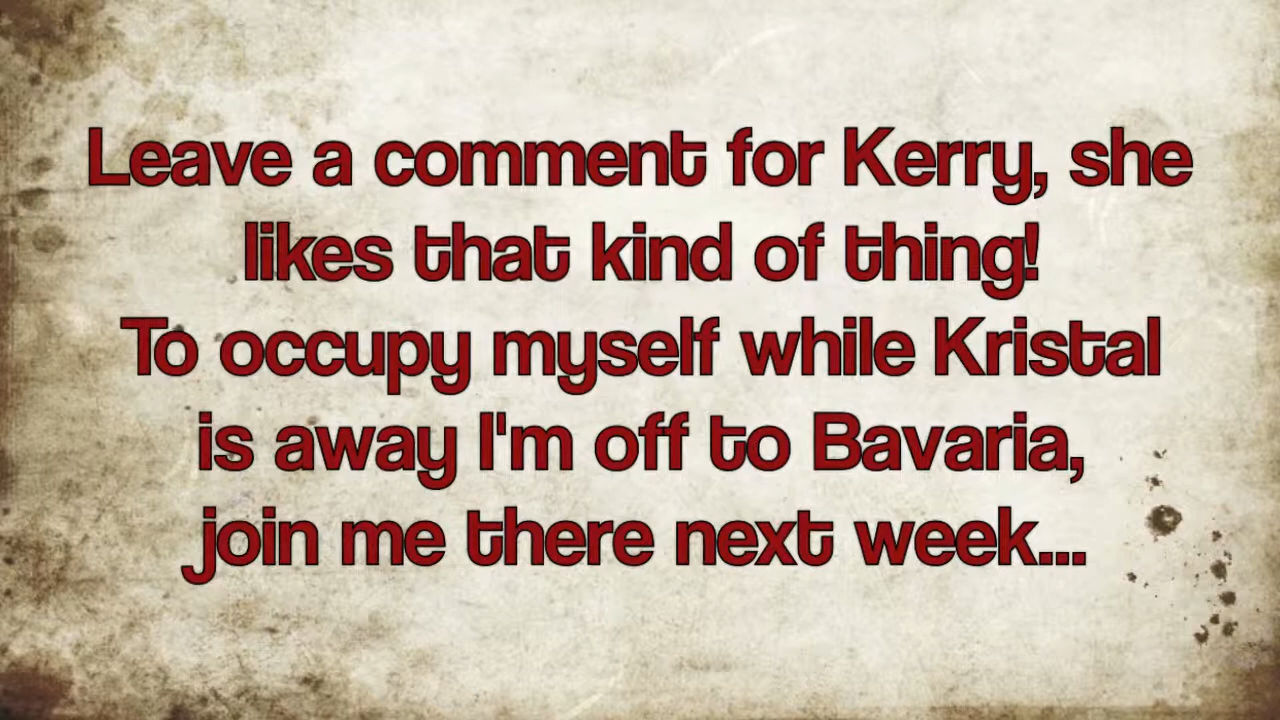 Leave a comment for Kerry, she
likes that kind of thing!
To occupy myself while Kristal
is away I'm off to Bavaria,
join me there next week...